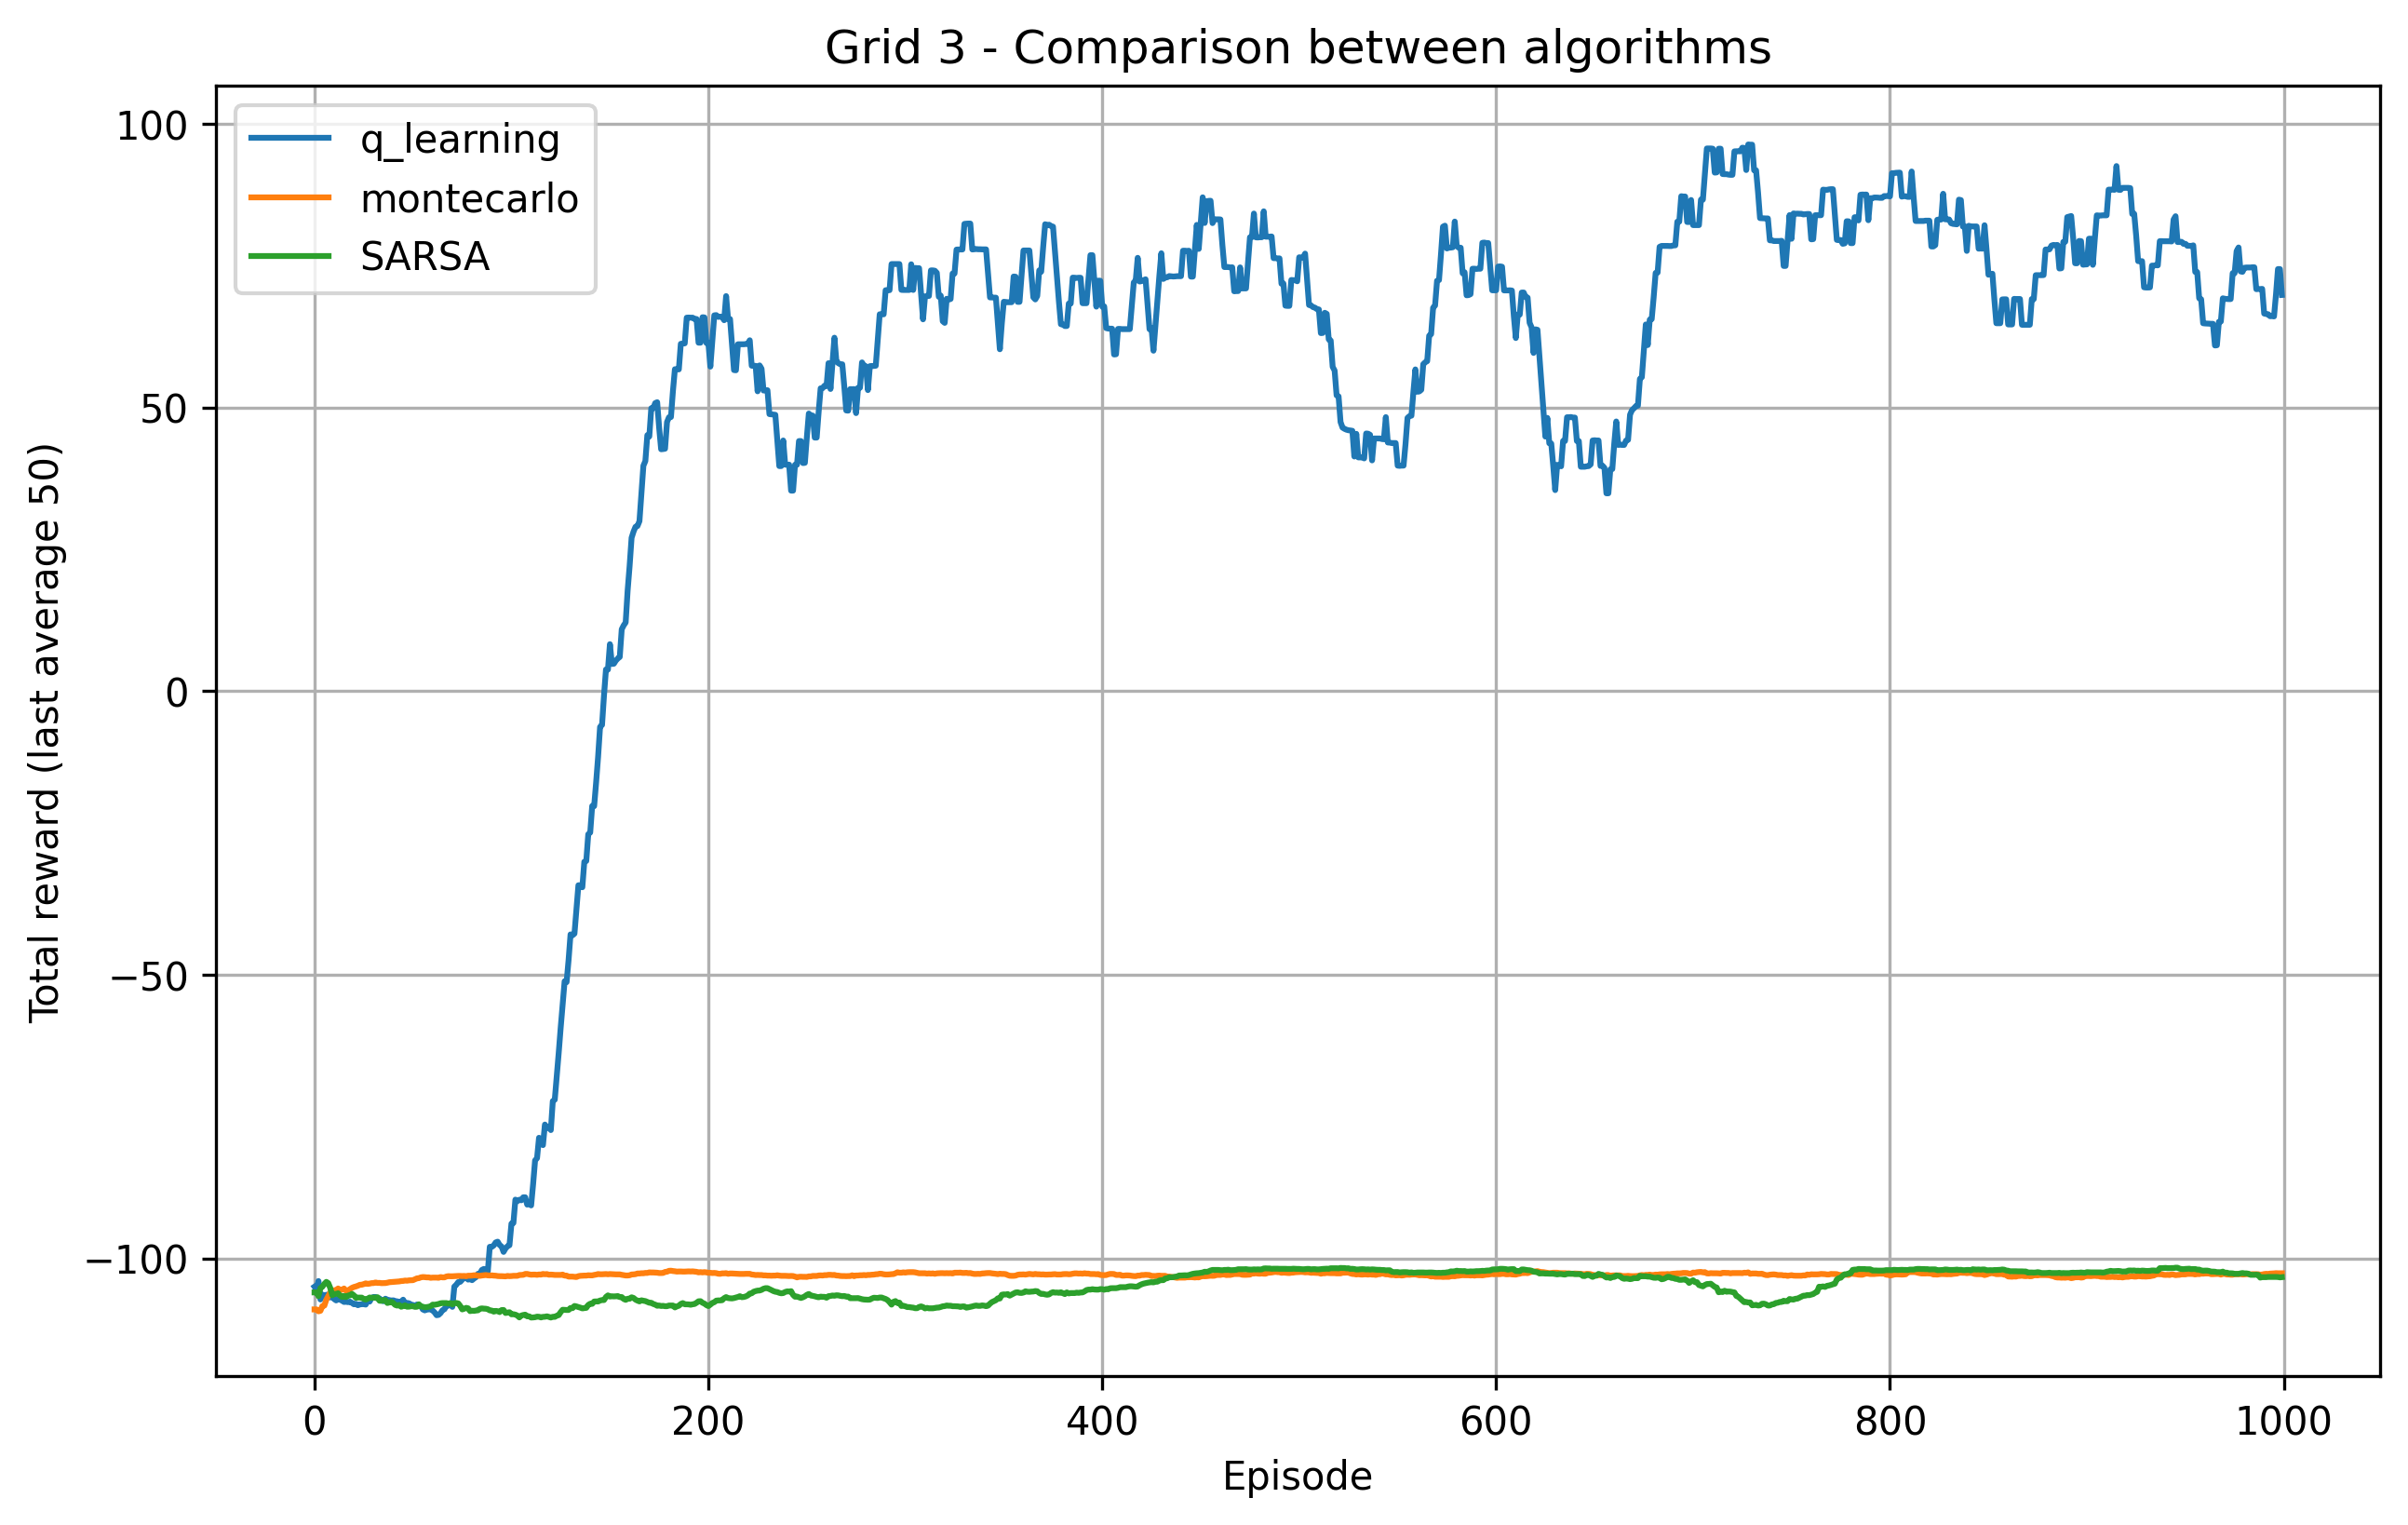 Grid 3 - Comparison between algorithms
q_learning
montecarlo
SARSA
100
50
0
−50
−100
Total reward (last average 50)
0 200 400 600 800 1000
Episode